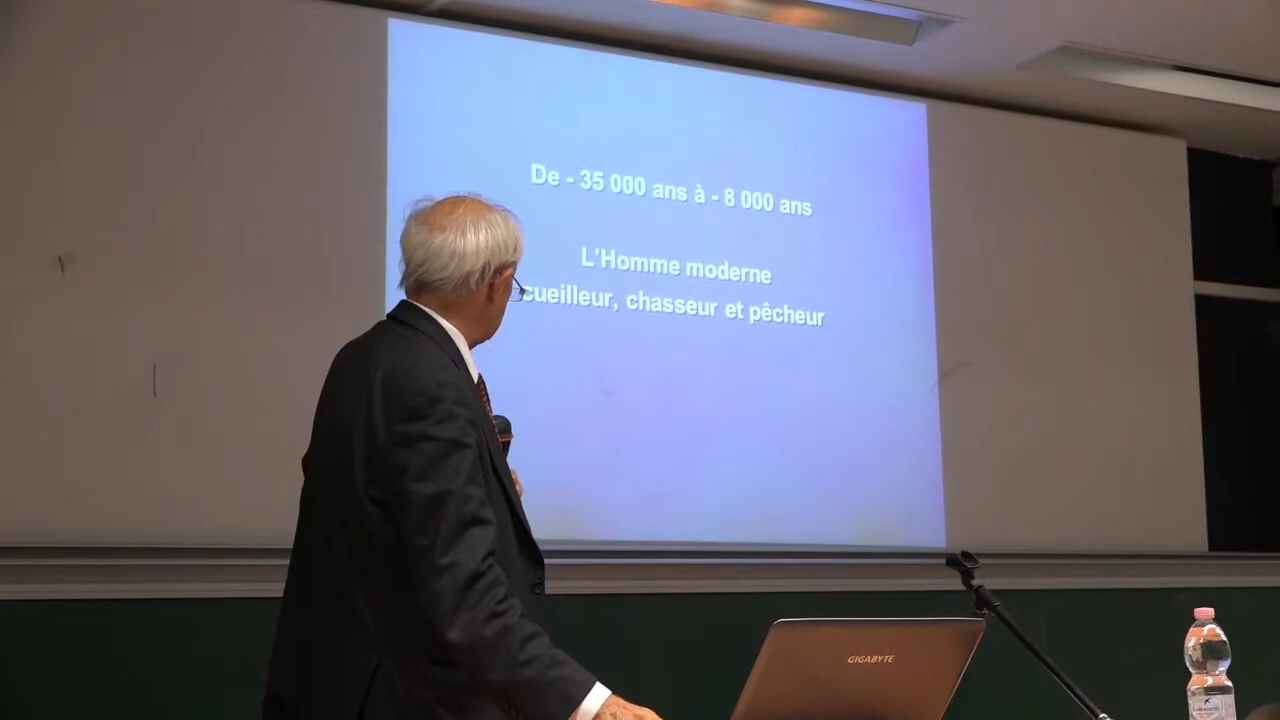 De - 35 000 ans à - 8 000 ans
L'Homme moderne
cueilleur, chasseur et pêcheur
GIGABYTE